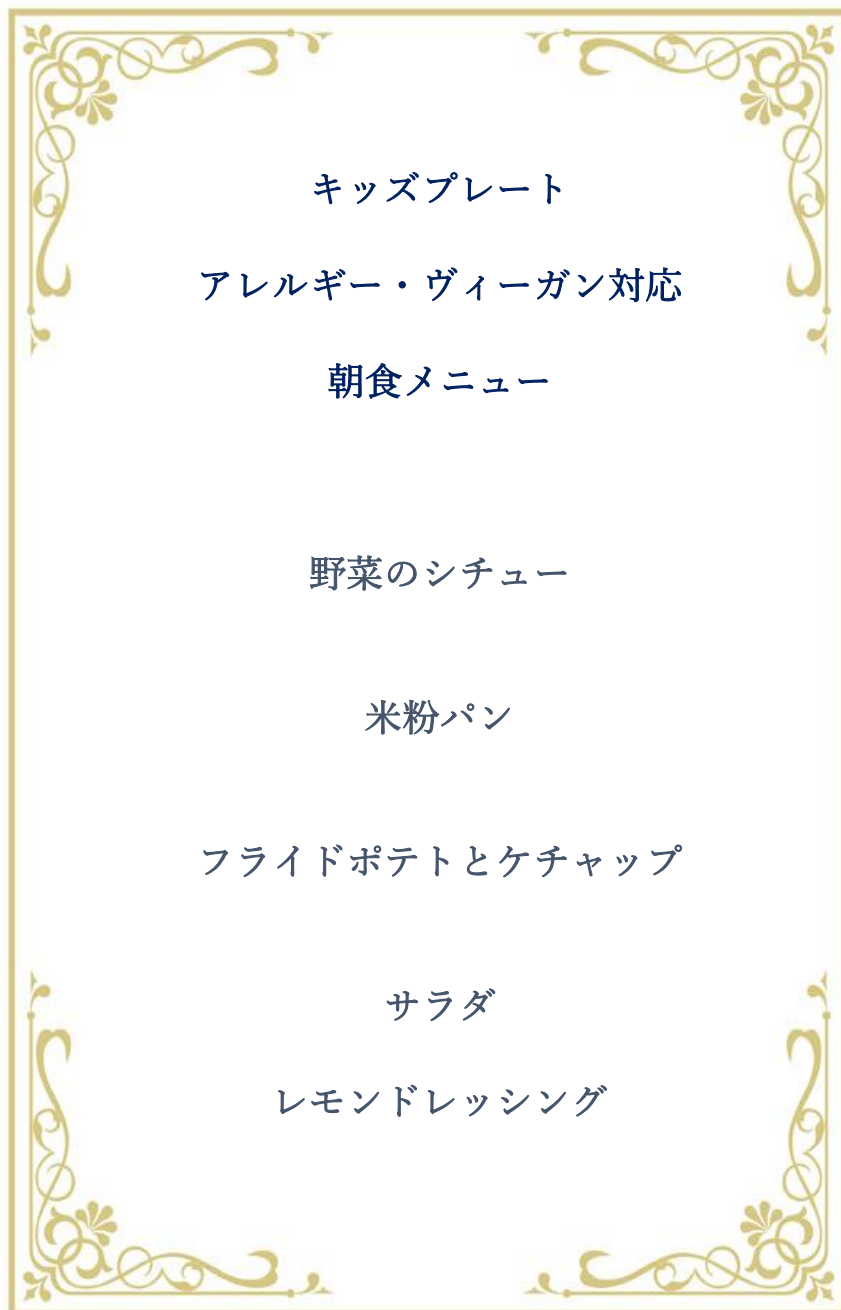 キッズプレート
アレルギー・ヴィーガン対応
朝食メニュー
野菜のシチュー
米粉パン
フライドポテトとケチャップ
サラダ
レモンドレッシング